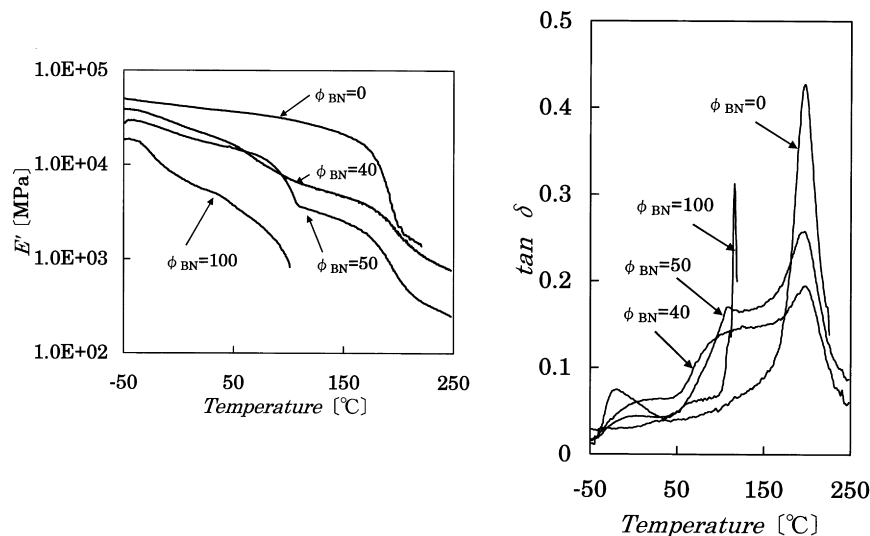 1.0E+05
1.0E+04
1.0E+03
1.0E+02
E' [MPa]
ϕ BN=0
ϕ BN=40
ϕ BN=50
ϕ BN=100
-50 50 150 250
Temperature〔℃〕
0.5
0.4
0.3
0.2
0.1
0
tan δ
ϕ BN=0
ϕ BN=100
ϕ BN=50
ϕ BN=40
-50 50 150 250
Temperature〔℃〕